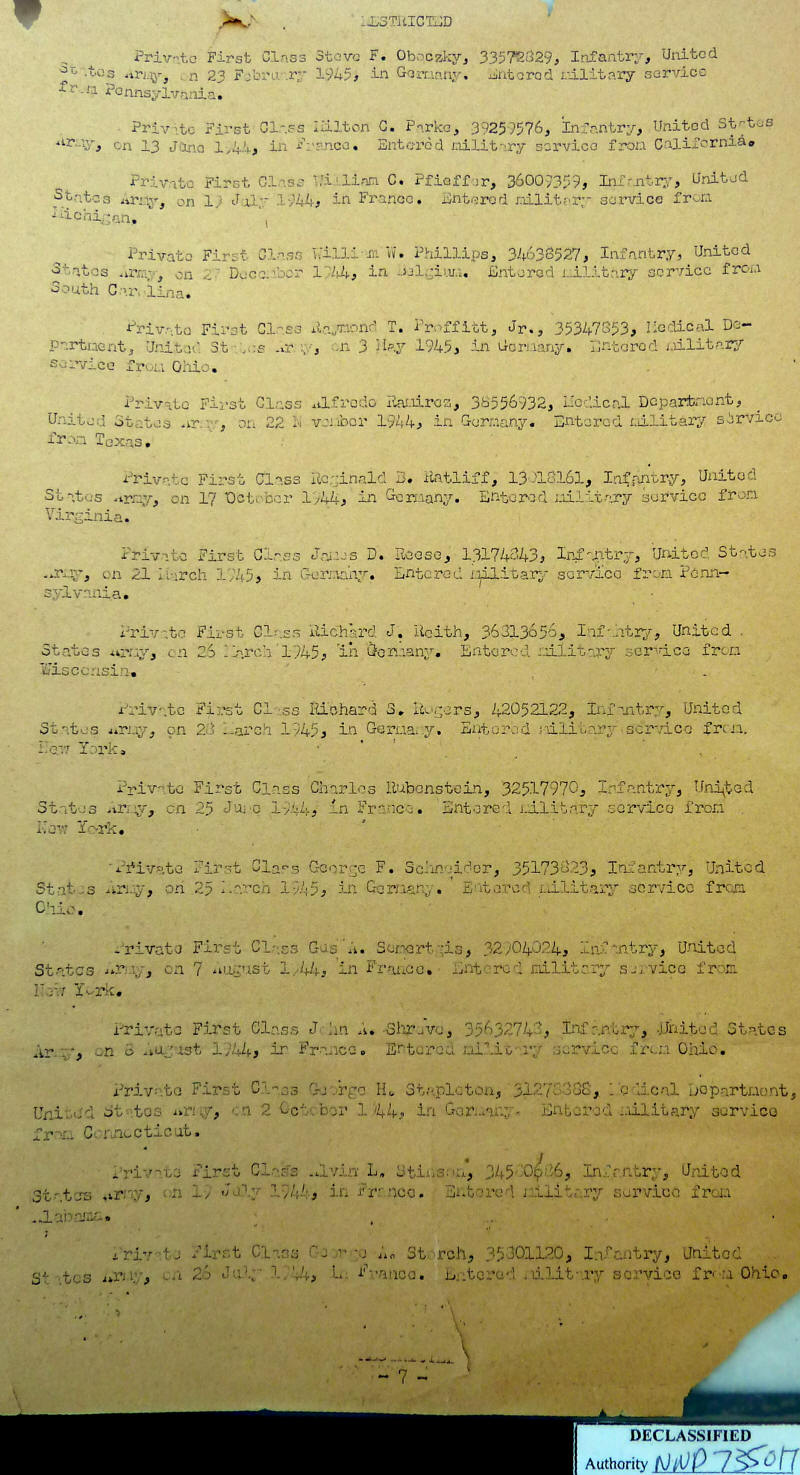 RESTRICTED
Private First Class Steve F. Obaczky, 33572829, Infantry, United
States Army, on 23 February 1945, in Germany. Entered military service
from Pennsylvania.
Private First Class Milton C. Parke, 39259576, Infantry, United States
Army, on 13 June 1944, in France. Entered military service from California.
Private First Class William C. Pfieffer, 36009359, Infantry, United
States Army, on July 1944, in France. Entered military service from
Michigan.
Private First Class William W. Phillips, 34638527, Infantry, United
States Army, on December 1944, in Belgium. Entered military service from
South Carolina.
Private First Class Raymond T. Proffitt, Jr., 35347853, Medical De-
partment, United States Army, on 3 May 1945, in Germany. Entered military
service from Ohio.
Private First Class Alfredo Ramirez, 38556932, Medical Department,
United States Army, on 22 November 1944, in Germany. Entered military service
from Texas.
Private First Class Reginald B. Ratliff, 13018161, Infantry, United
States Army, on 17 October 1944, in Germany. Entered military service from
Virginia.
Private First Class James D. Reese, 13174843, Infantry, United States
Army, on 21 March 1945, in Germany. Entered military service from Penn-
sylvania.
Private First Class Richard J. Reith, 36813656, Infantry, United
States Army, on 26 March 1945, in Germany. Entered military service from
Wisconsin.
Private First Class Richard S. Rogers, 42052122, Infantry, United
States Army, on 28 March 1945, in Germany. Entered military service from
New York.
Private First Class Charles Rubenstein, 32517970, Infantry, United
States Army, on 25 June 1944, in France. Entered military service from
New York.
Private First Class George F. Schneider, 35173823, Infantry, United
States Army, on 25 March 1945, in Germany. Entered military service from
Ohio.
Private First Class Gus A. 32904024, Infantry, United
States Army, on 7 August 1944, in France. Entered military service from
New York.
Private First Class John A. Shreve, Infantry, United States
Army, on 8 August 1944, in France. Entered military service from Ohio.
Private First Class George H. Stapleton, 31278388, Medical Department,
United States Army, on 2 October 1944, in Germany. Entered military service
from Connecticut.
Private First Class Alvin L. Stinson, Infantry, United
States Army, on 19 July 1944, in France. Entered military service from
Alabama.
Private First Class George A. Storch, 35301120, Infantry, United
States Army, on 26 July 1944, in France. Entered military service from Ohio.
- 7 -
DECLASSIFIED
Authority NND 735017